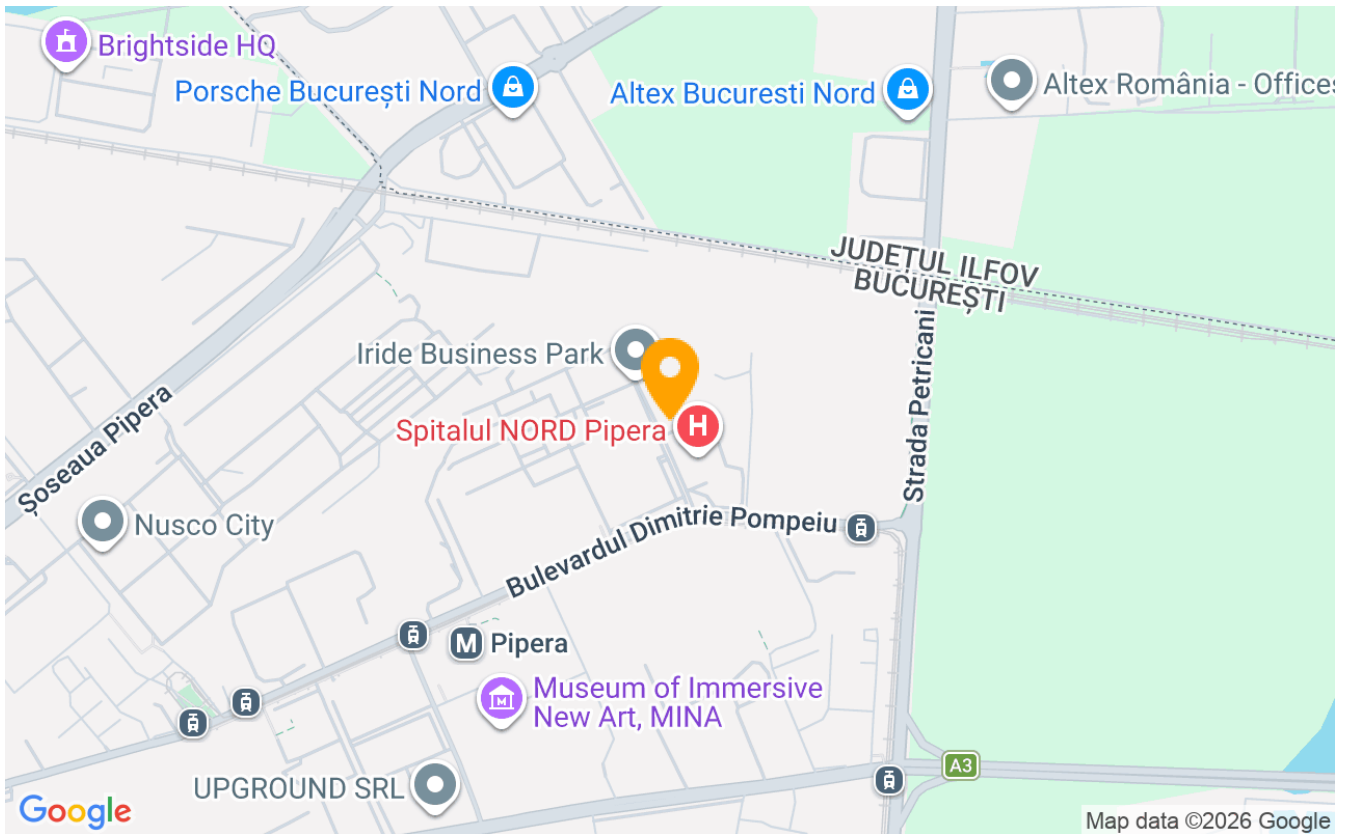 Brightside HQ
Porsche București Nord
Altex Bucuresti Nord
Altex România - Offices
JUDEȚUL ILFOV
BUCUREȘTI
Iride Business Park
Strada Petricani
Șoseaua Pipera
Spitalul NORD Pipera
H
Nusco City
Bulevardul Dimitrie Pompeiu
M Pipera
Museum of Immersive
New Art, MINA
A3
UPGROUND SRL
Google
Map data ©2026 Google